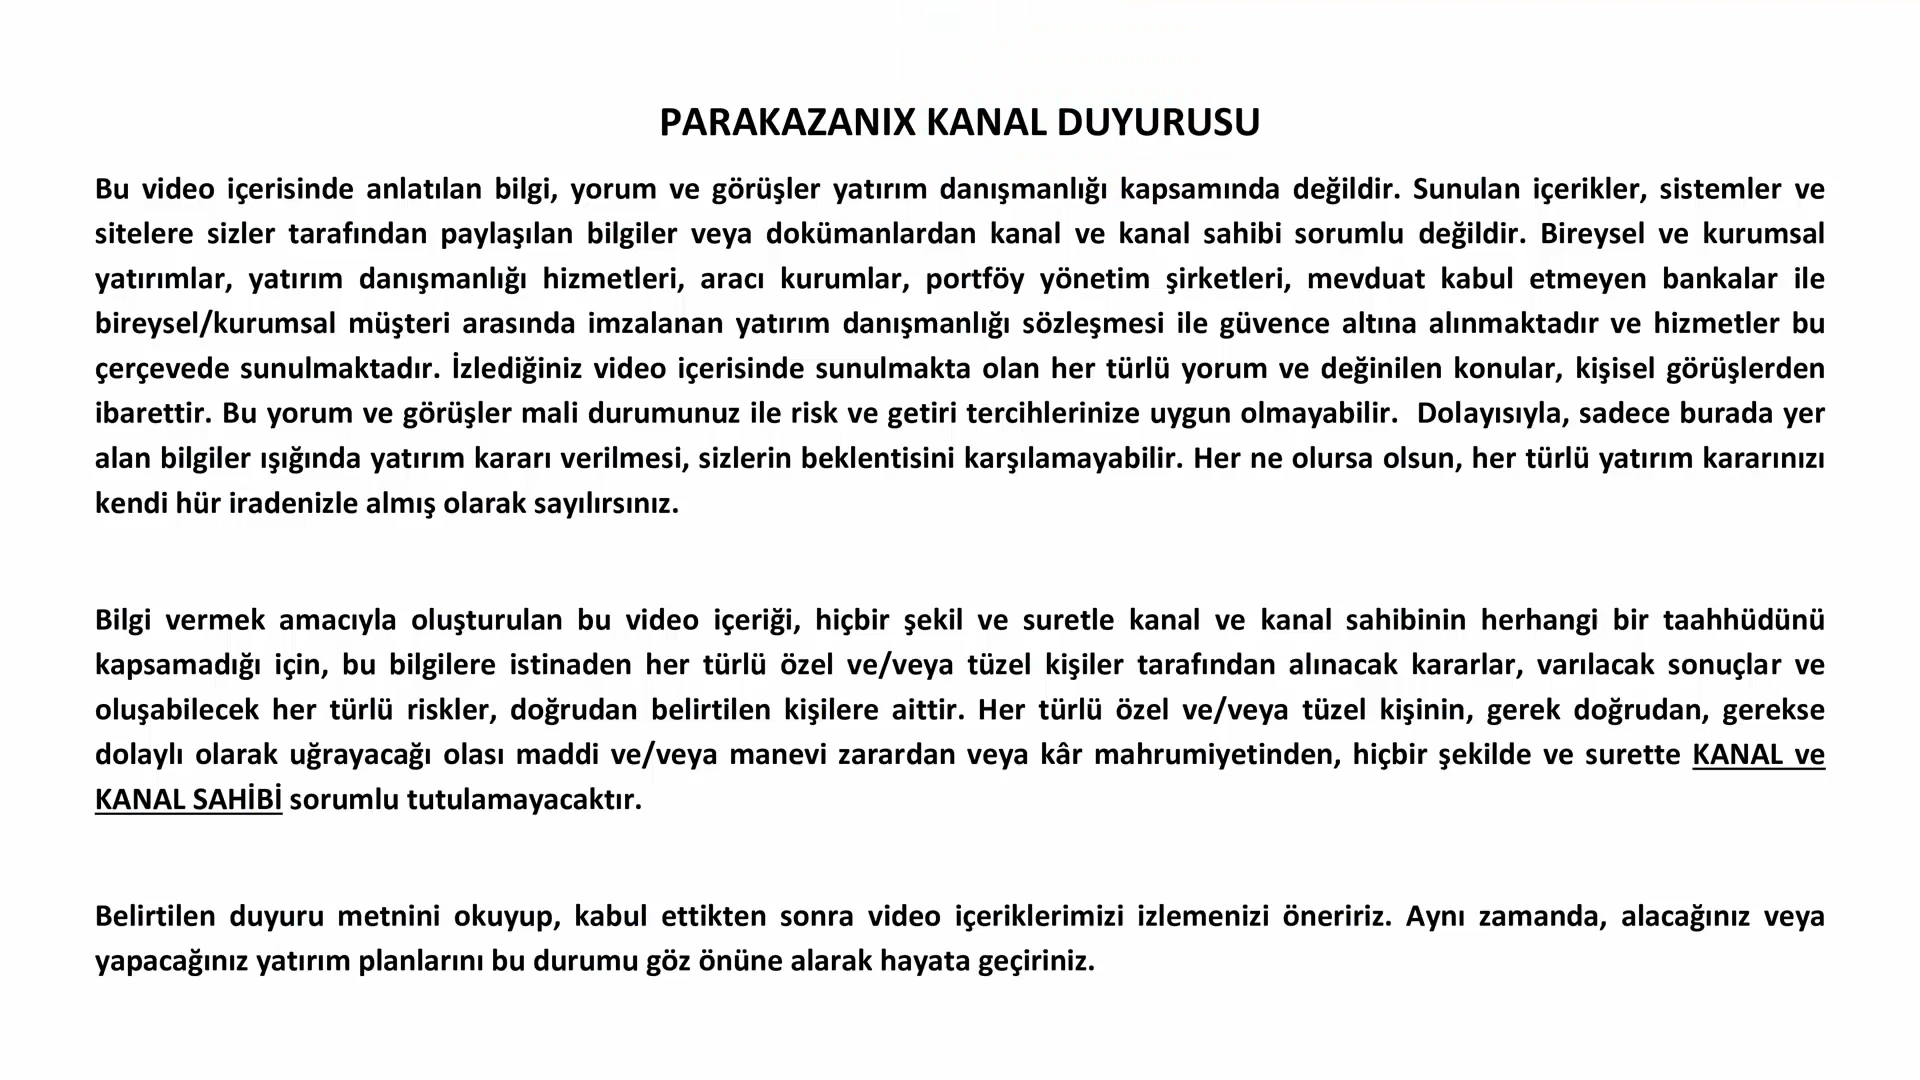 PARAKAZANIX KANAL DUYURUSU
Bu video içerisinde anlatılan bilgi, yorum ve görüşler yatırım danışmanlığı kapsamında değildir. Sunulan içerikler, sistemler ve
sitelere sizler tarafından paylaşılan bilgiler veya dokümanlardan kanal ve kanal sahibi sorumlu değildir. Bireysel ve kurumsal
yatırımlar, yatırım danışmanlığı hizmetleri, aracı kurumlar, portföy yönetim şirketleri, mevduat kabul etmeyen bankalar ile
bireysel/kurumsal müşteri arasında imzalanan yatırım danışmanlığı sözleşmesi ile güvence altına alınmaktadır ve hizmetler bu
çerçevede sunulmaktadır. İzlediğiniz video içerisinde sunulmakta olan her türlü yorum ve değinilen konular, kişisel görüşlerden
ibarettir. Bu yorum ve görüşler mali durumunuz ile risk ve getiri tercihlerinize uygun olmayabilir. Dolayısıyla, sadece burada yer
alan bilgiler ışığında yatırım kararı verilmesi, sizlerin beklentisini karşılamayabilir. Her ne olursa olsun, her türlü yatırım kararınızı
kendi hür iradenizle almış olarak sayılırsınız.
Bilgi vermek amacıyla oluşturulan bu video içeriği, hiçbir şekil ve suretle kanal ve kanal sahibinin herhangi bir taahhüdünü
kapsamadığı için, bu bilgilere istinaden her türlü özel ve/veya tüzel kişiler tarafından alınacak kararlar, varılacak sonuçlar ve
oluşabilecek her türlü riskler, doğrudan belirtilen kişilere aittir. Her türlü özel ve/veya tüzel kişinin, gerek doğrudan, gerekse
dolaylı olarak uğrayacağı olası maddi ve/veya manevi zarardan veya kâr mahrumiyetinden, hiçbir şekilde ve surette KANAL ve
KANAL SAHİBİ sorumlu tutulamayacaktır.
Belirtilen duyuru metnini okuyup, kabul ettikten sonra video içeriklerimizi izlemenizi öneririz. Aynı zamanda, alacağınız veya
yapacağınız yatırım planlarını bu durumu göz önüne alarak hayata geçiriniz.